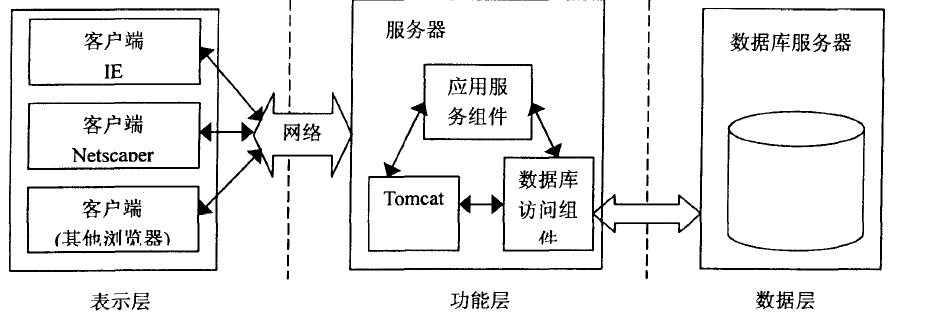 客户端
IE
客户端
Netscaper
客户端
(其他浏览器)
网络
服务器
应用服
务组件
Tomcat
数据库
访问组
件
数据库服务器
表示层
功能层
数据层